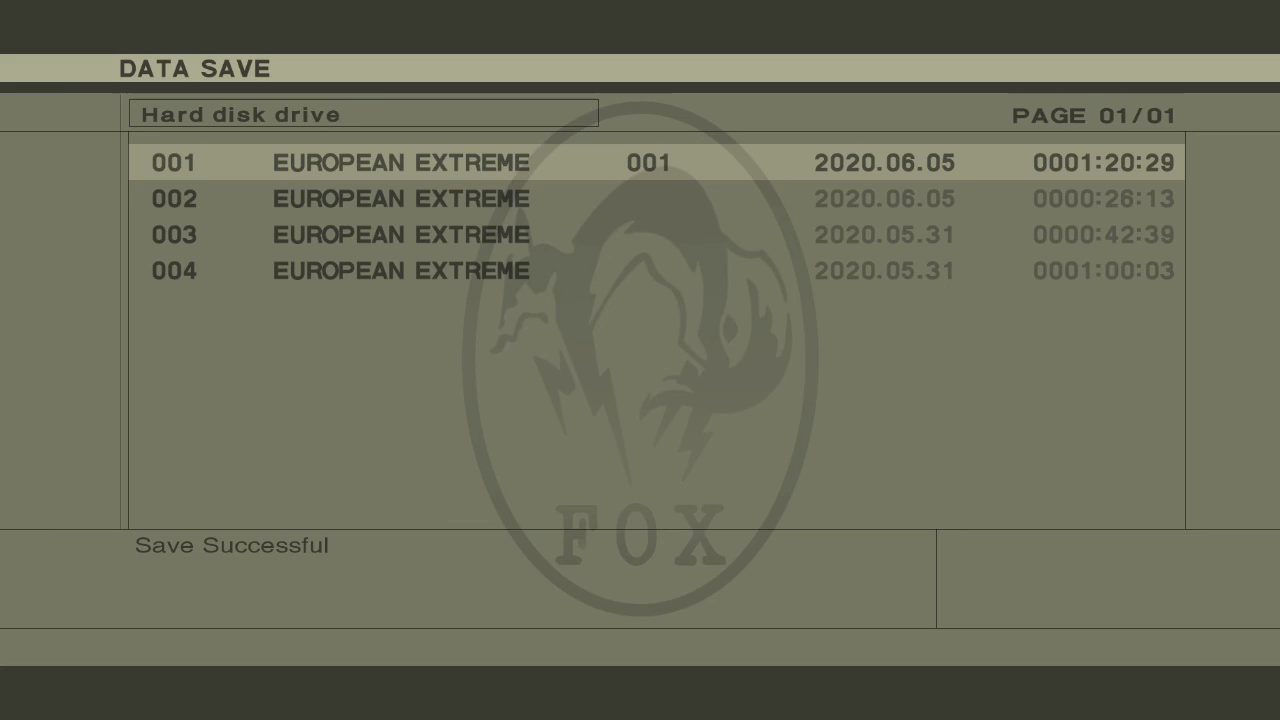 DATA SAVE
Hard disk drive PAGE 01/01
001 EUROPEAN EXTREME 001 2020.06.05 0001:20:29
002 EUROPEAN EXTREME 2020.06.05 0000:26:13
003 EUROPEAN EXTREME 2020.05.31 0000:42:39
004 EUROPEAN EXTREME 2020.05.31 0001:00:03
FOX
Save Successful